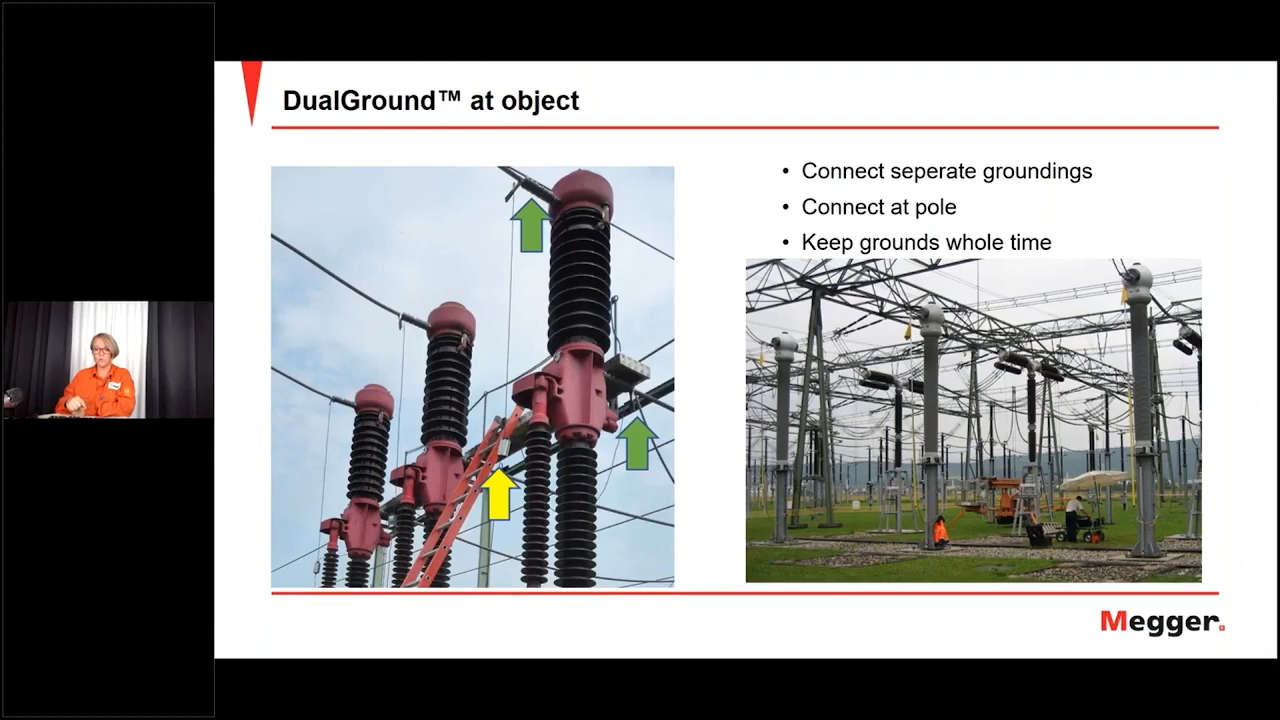 DualGround™ at object
• Connect seperate groundings
• Connect at pole
• Keep grounds whole time
Megger.